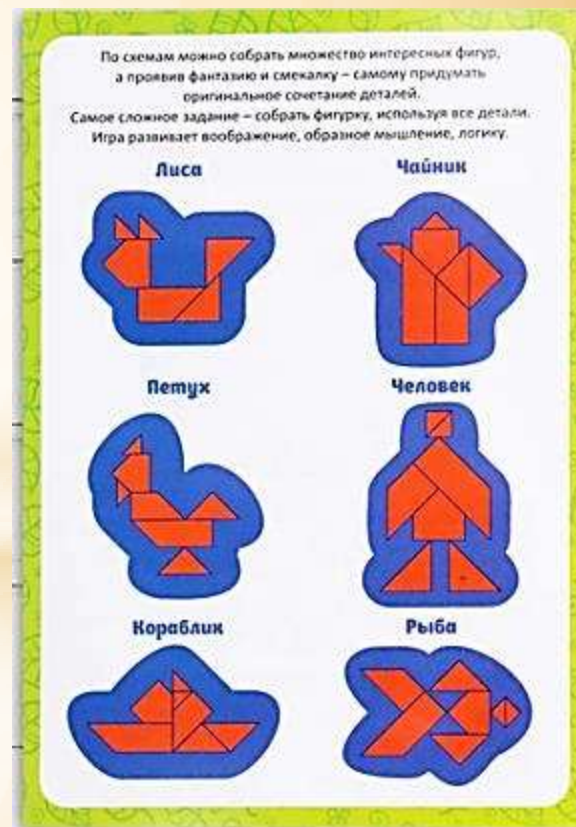 По схемам можно собрать множество интересных фигур,
а проявив фантазию и смекалку – самому придумать
оригинальное сочетание деталей.
Самое сложное задание – собрать фигурку, используя все детали.
Игра развивает воображение, образное мышление, логику.
Лиса
Чайник
Петух
Человек
Кораблик
Рыба